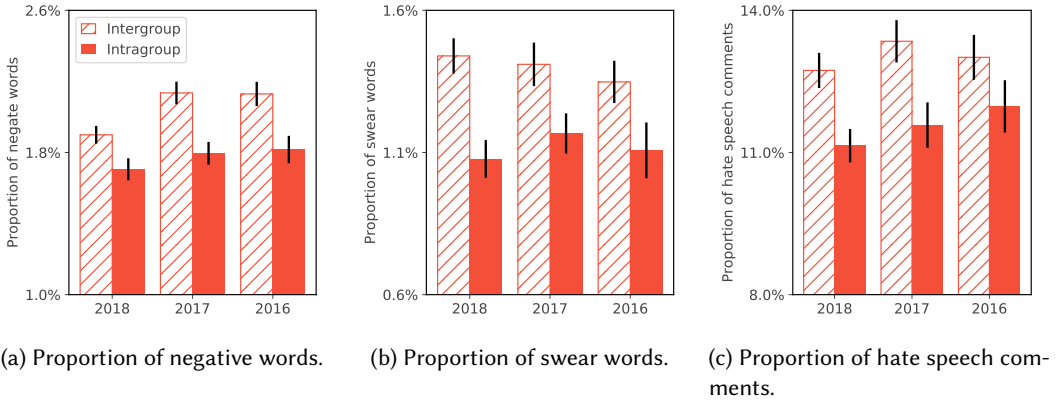 2.6%
1.8%
1.0%
Proportion of negate words
Intergroup
Intragroup
2018 2017 2016
1.6%
1.1%
0.6%
Proportion of swear words
2018 2017 2016
14.0%
11.0%
8.0%
Proportion of hate speech comments
2018 2017 2016
(a) Proportion of negative words.
(b) Proportion of swear words.
(c) Proportion of hate speech com-
ments.